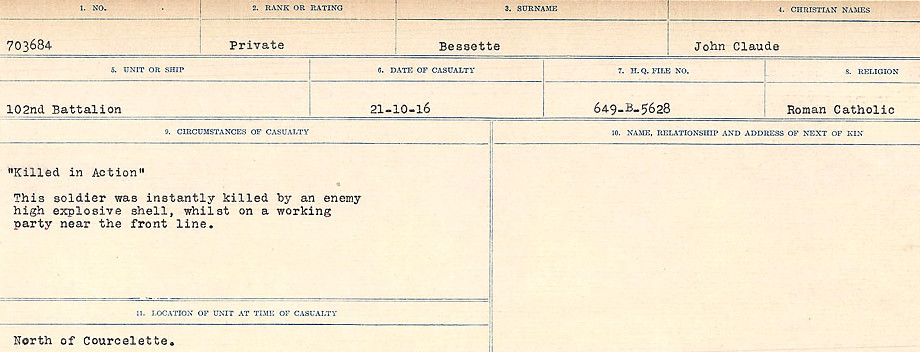 1. NO. 2. RANK OR RATING 3. SURNAME 4. CHRISTIAN NAMES
703684 Private Bessette John Claude
5. UNIT OR SHIP 6. DATE OF CASUALTY 7. H. Q. FILE NO. 8. RELIGION
102nd Battalion 21-10-16 649-B-5628 Roman Catholic
9. CIRCUMSTANCES OF CASUALTY 10. NAME, RELATIONSHIP AND ADDRESS OF NEXT OF KIN
"Killed in Action"
This soldier was instantly killed by an enemy
high explosive shell, whilst on a working
party near the front line.
11. LOCATION OF UNIT AT TIME OF CASUALTY
North of Courcelette.